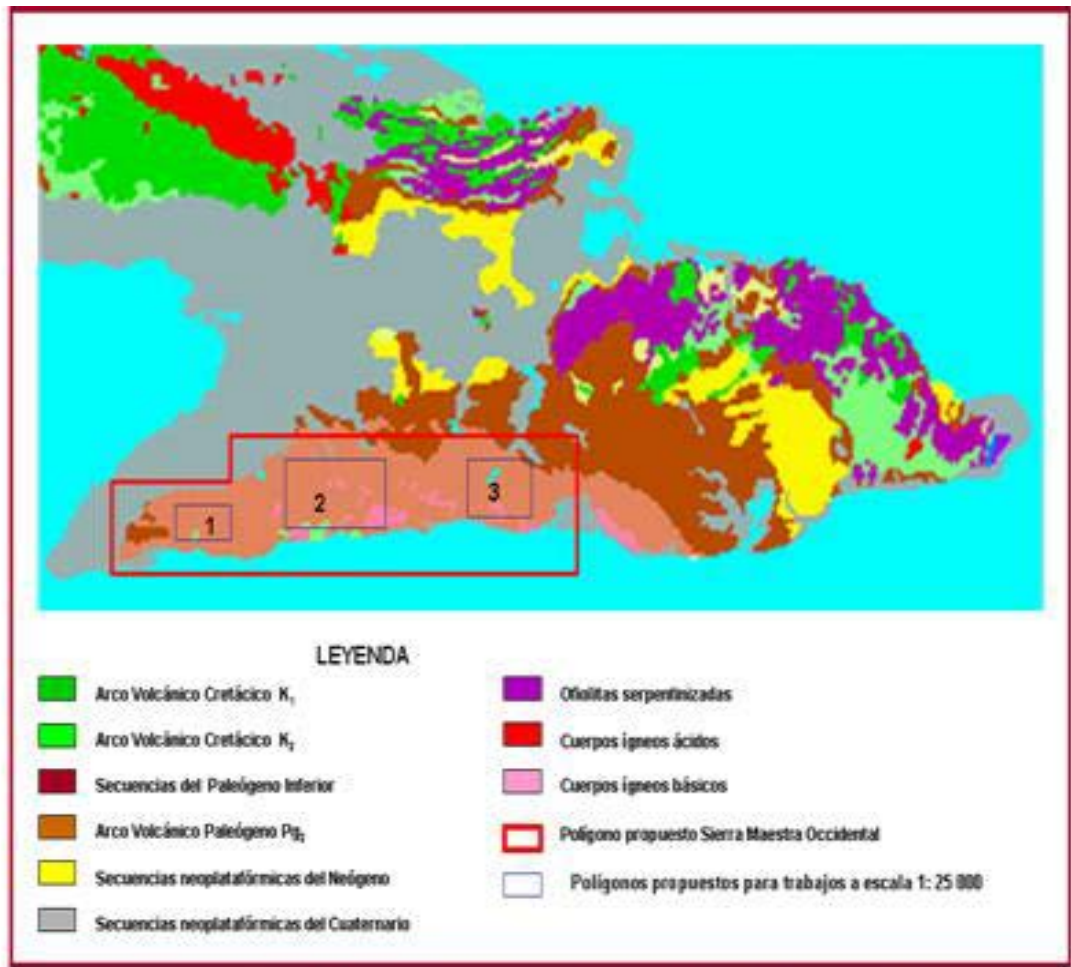 1
2
3
LEYENDA
Arco Volcánico Cretácico K₁
Arco Volcánico Cretácico K₂
Secuencias del Paleógeno Inferior
Arco Volcánico Paleógeno Pg₂
Secuencias neoplatafórmicas del Neógeno
Secuencias neoplatafórmicas del Cuaternario
Ofiolitas serpentinizadas
Cuerpos ígneos ácidos
Cuerpos ígneos básicos
Polígono propuesto Sierra Maestra Occidental
Polígonos propuestos para trabajos a escala 1: 25 000